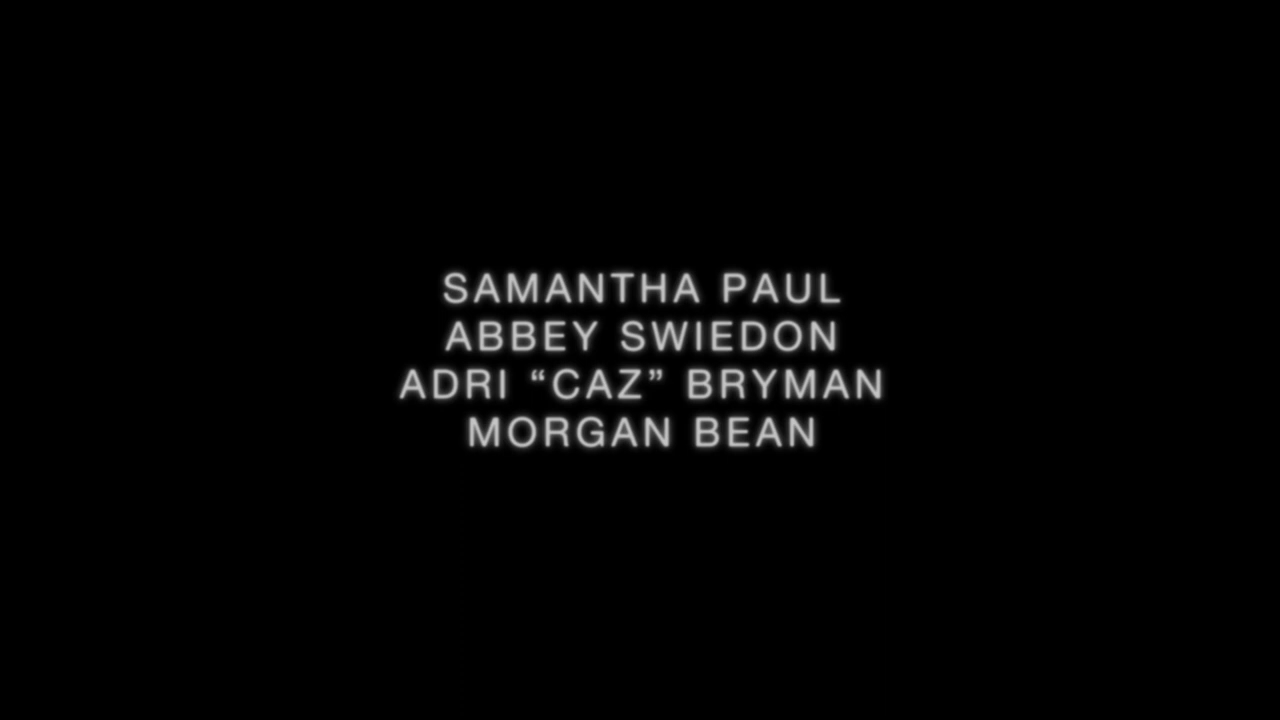 SAMANTHA PAUL
ABBEY SWIEDON
ADRI “CAZ” BRYMAN
MORGAN BEAN